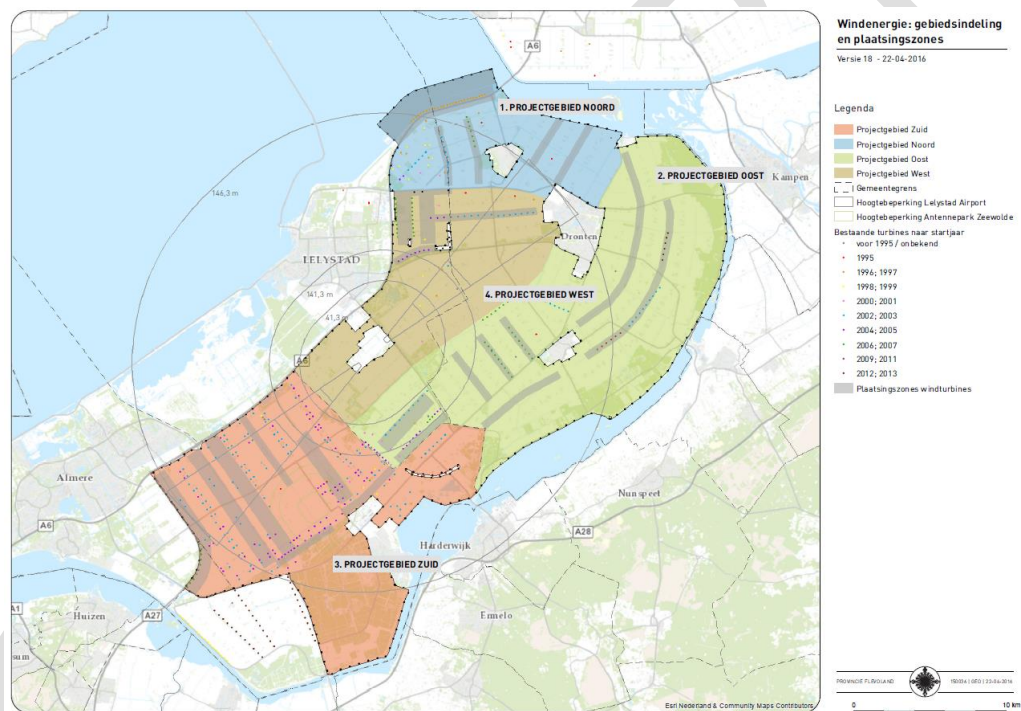 Windenergie: gebiedsindeling
en plaatsingszones
Versie 18 - 22-04-2016
Legenda
Projectgebied Zuid
Projectgebied Noord
Projectgebied Oost
Projectgebied West
Gemeentegrens
Hoogtebeperking Lelystad Airport
Hoogtebeperking Antennepark Zeewolde
Bestaande turbines naar startjaar
voor 1995 / onbekend
1995
1996; 1997
1998; 1999
2000; 2001
2002; 2003
2004; 2005
2006; 2007
2009; 2011
2012; 2013
Plaatsingszones windturbines
A6
1. PROJECTGEBIED NOORD
2. PROJECTGEBIED OOST
Kampen
146,3 m
Dronten
LELYSTAD
4. PROJECTGEBIED WEST
141,3 m
41,3 m
A6
Almere
Nunspeet
A6
A28
Harderwijk
3. PROJECTGEBIED ZUID
Huizen
A27
Ermelo
A1
Esri Nederland & Community Maps Contributors
PROVINCIE FLEVOLAND
0 10 km